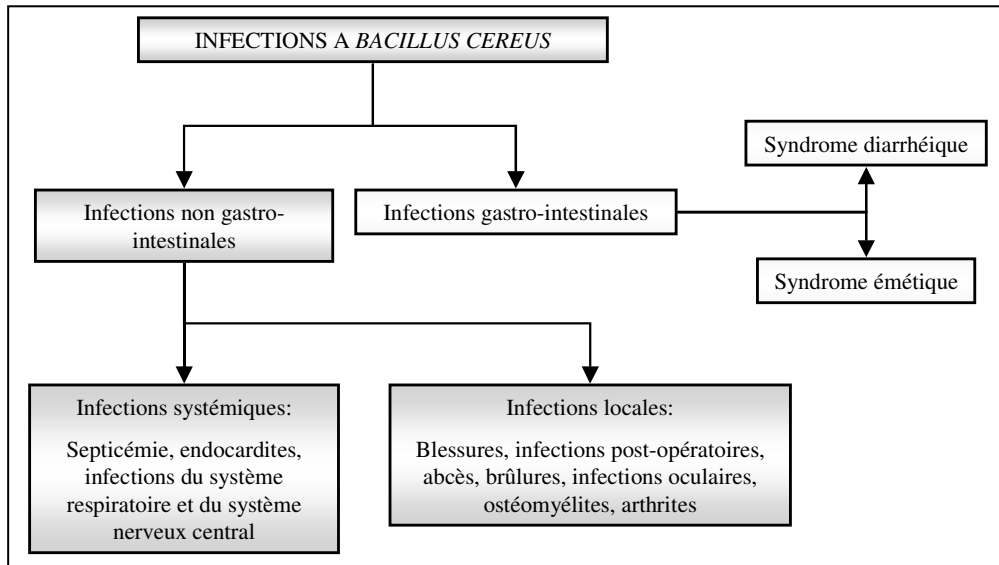 INFECTIONS A BACILLUS CEREUS
Syndrome diarrhéique
Infections non gastro-
intestinales
Infections gastro-intestinales
Syndrome émétique
Infections systémiques:
Septicémie, endocardites,
infections du système
respiratoire et du système
nerveux central
Infections locales:
Blessures, infections post-opératoires,
abcès, brûlures, infections oculaires,
ostéomyélites, arthrites